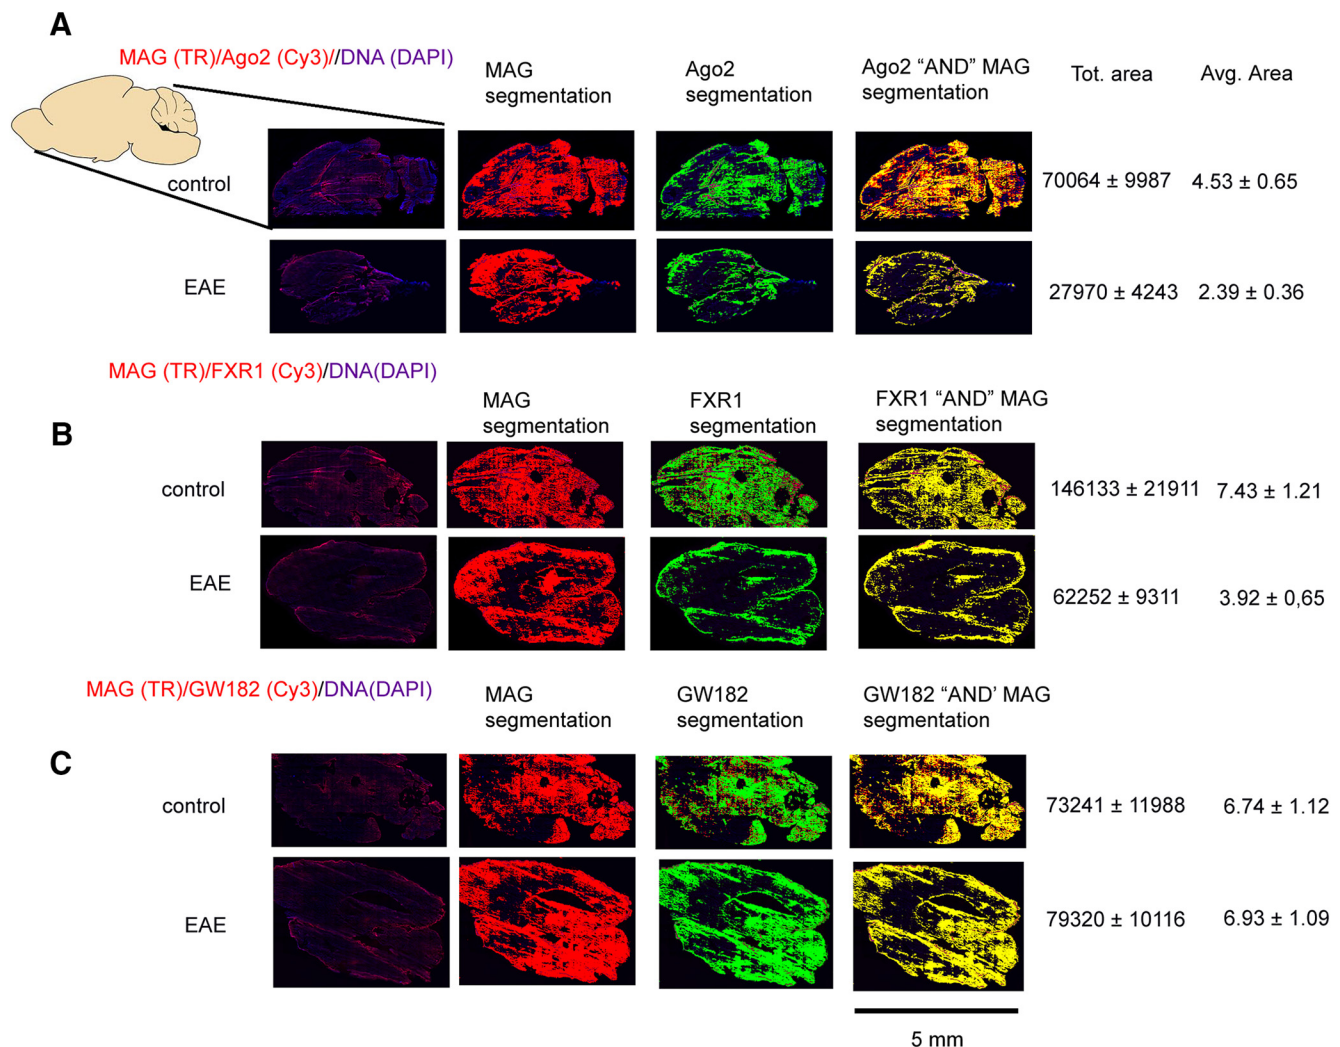 A
MAG (TR)/Ago2 (Cy3)//DNA (DAPI)
MAG
segmentation
Ago2
segmentation
Ago2 “AND” MAG
segmentation
Tot. area
Avg. Area
control
70064 ± 9987
4.53 ± 0.65
EAE
27970 ± 4243
2.39 ± 0.36
MAG (TR)/FXR1 (Cy3)/DNA(DAPI)
B
MAG
segmentation
FXR1
segmentation
FXR1 “AND” MAG
segmentation
control
146133 ± 21911
7.43 ± 1.21
EAE
62252 ± 9311
3.92 ± 0,65
MAG (TR)/GW182 (Cy3)/DNA(DAPI)
MAG
segmentation
GW182
segmentation
GW182 “AND’ MAG
segmentation
C
control
73241 ± 11988
6.74 ± 1.12
EAE
79320 ± 10116
6.93 ± 1.09
5 mm